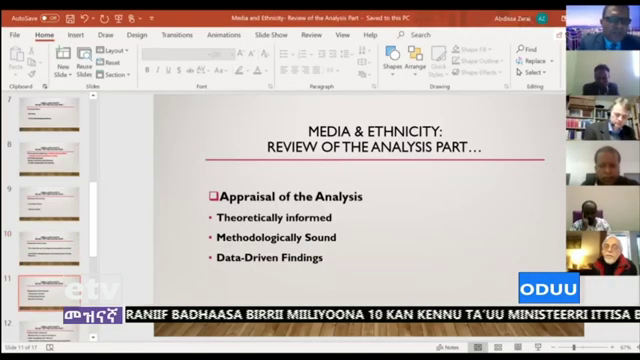 AutoSave Off
Media and Ethnicity- Review of the Analysis Part - Saved to this PC
Abdissa Zerai AZ
File Home Insert Draw Design Transitions Animations Slide Show Review View Help
Paste
New Slide
Reuse Slides
Layout
Reset
Section
Shapes
Arrange
Quick Styles
Shape Fill
Shape Outline
Shape Effects
Find
Replace
Select
Clipboard
Slides
Font
Paragraph
Drawing
Editing
7
8
9
10
11
12
MEDIA & ETHNICITY:
REVIEW OF THE ANALYSIS PART…
Appraisal of the Analysis
• Theoretically informed
• Methodologically Sound
• Data-Driven Findings
etv
መዝናኛ
ODUU
RANIIF BADHAASA BIRRII MIILIYOONA 10 KAN KENNU TA'UU MINISTEERRI ITTISA B
Slide 11 of 17
Notes
67%